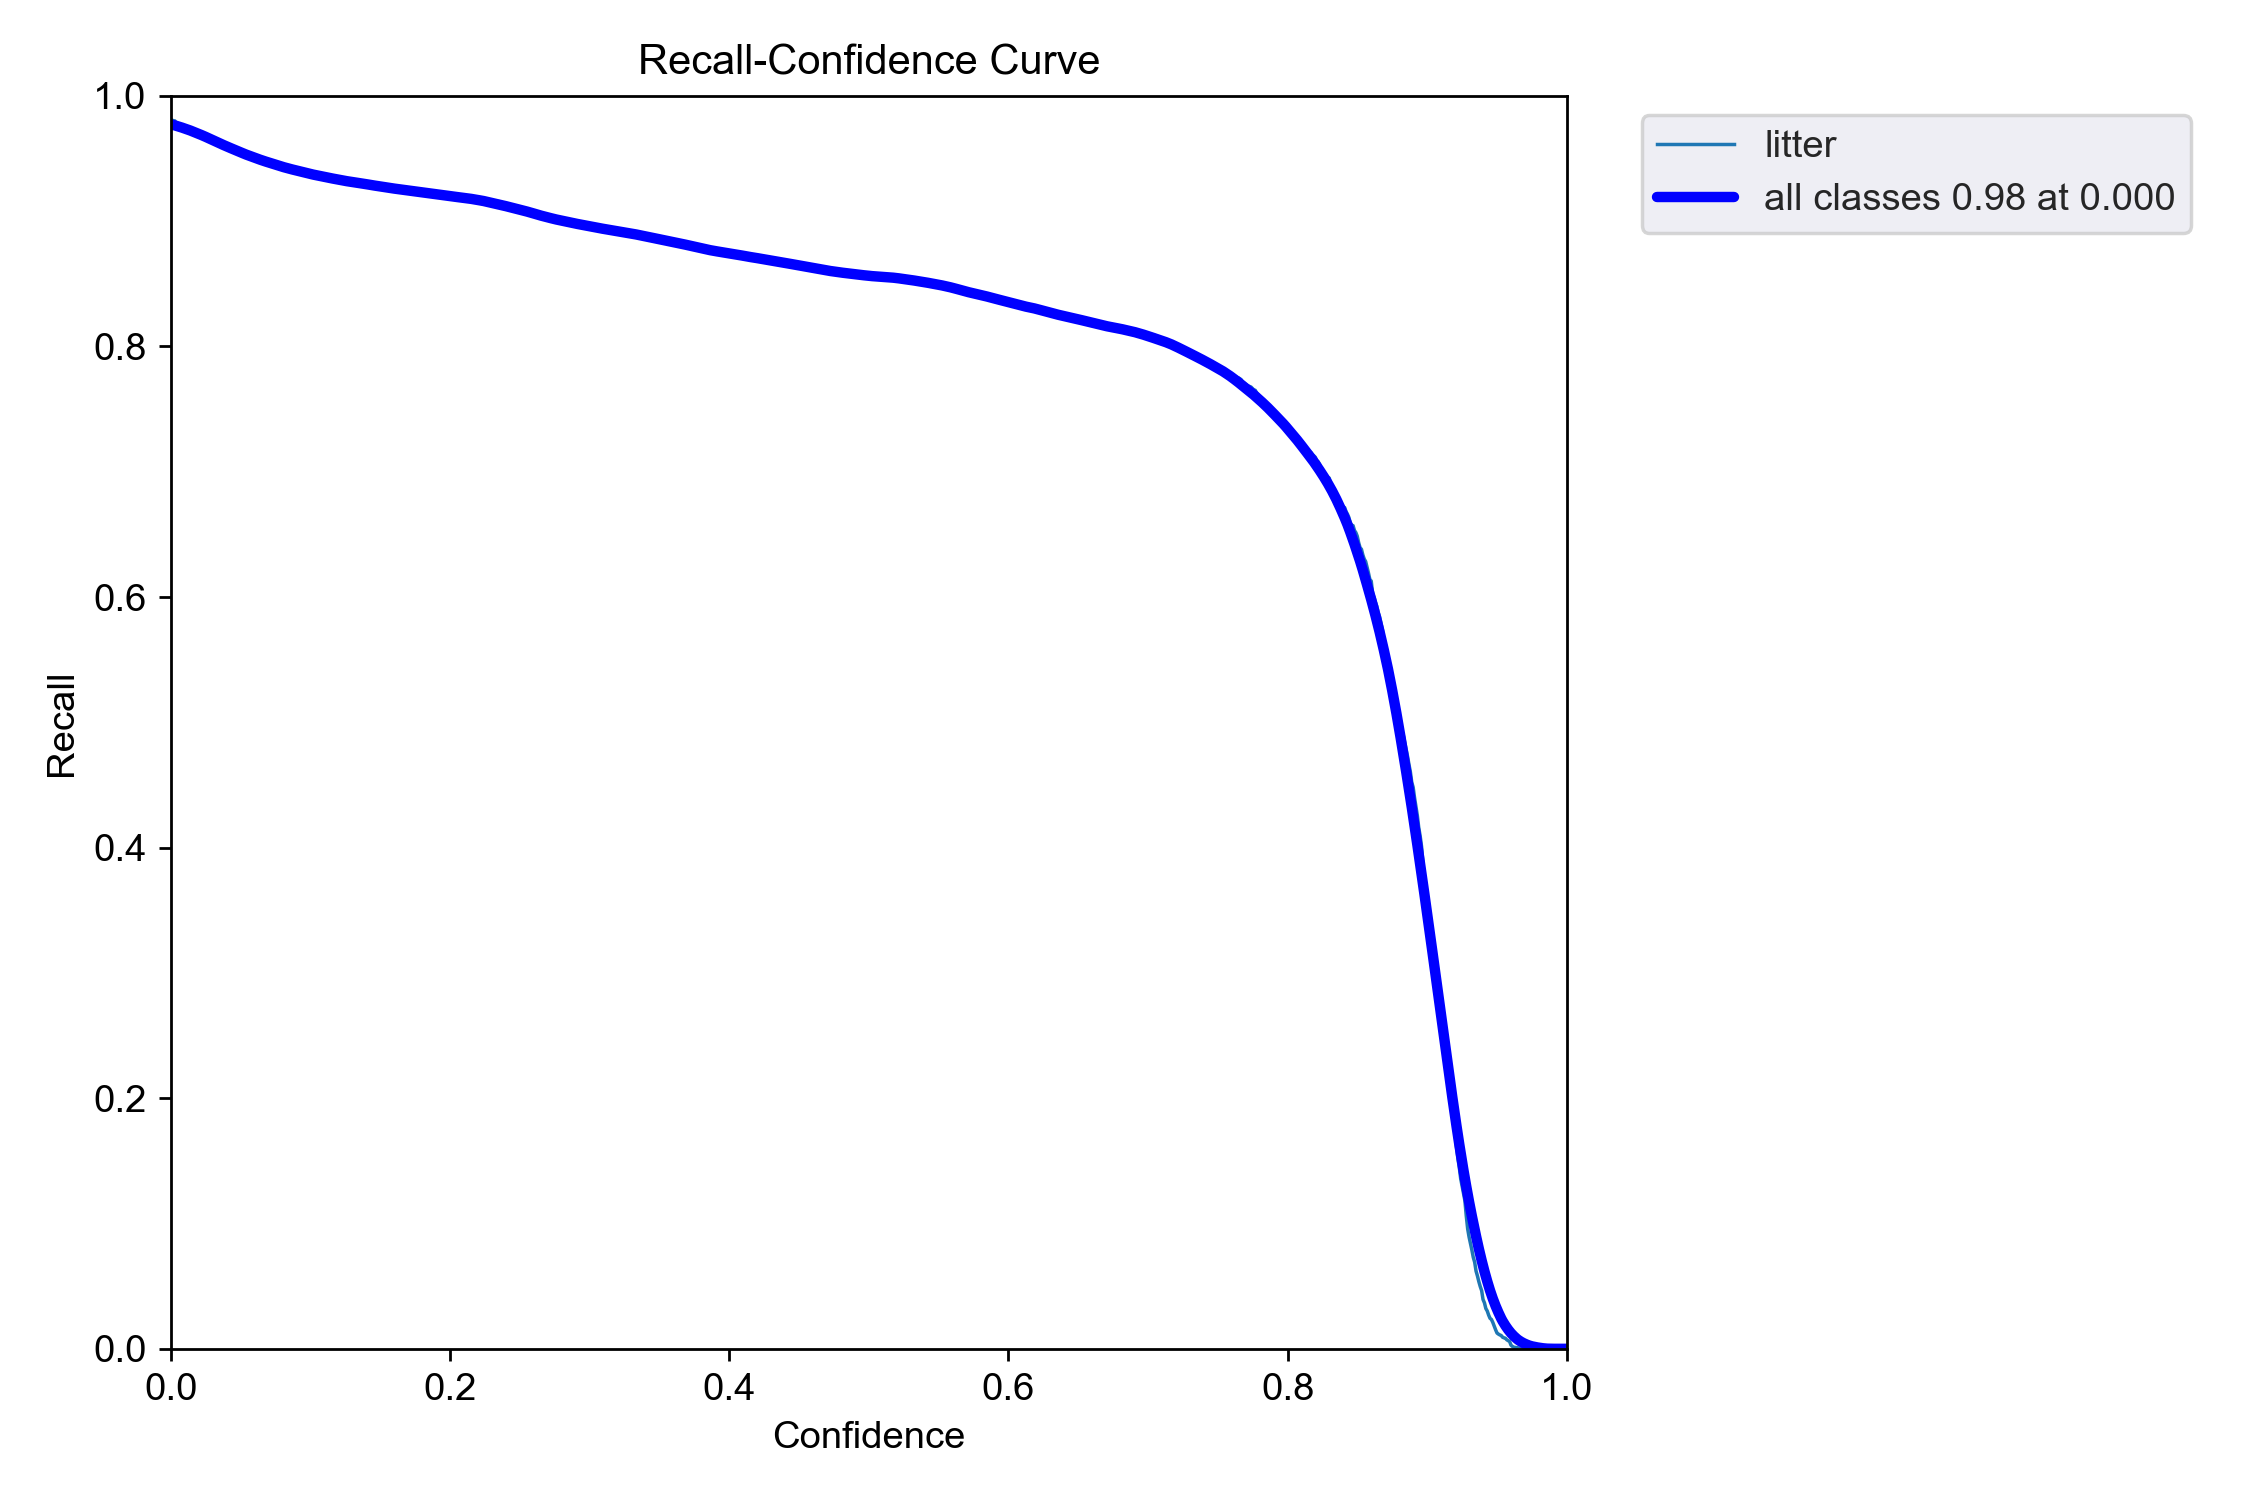 Recall-Confidence Curve
1.0
0.8
0.6
0.4
0.2
0.0
Recall
0.0 0.2 0.4 0.6 0.8 1.0
Confidence
litter
all classes 0.98 at 0.000